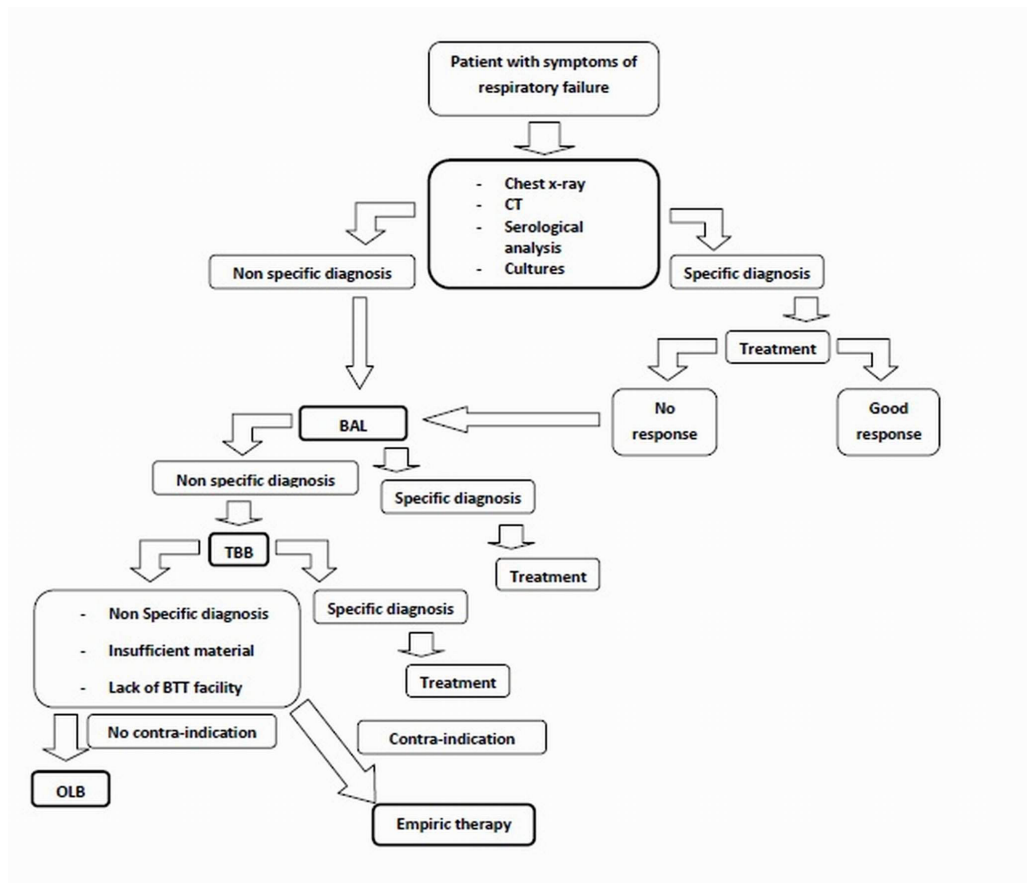 Patient with symptoms of
respiratory failure
- Chest x-ray
- CT
- Serological
analysis
- Cultures
Non specific diagnosis
Specific diagnosis
Treatment
No
response
Good
response
BAL
Non specific diagnosis
Specific diagnosis
TBB
Treatment
- Non Specific diagnosis
- Insufficient material
- Lack of BTT facility
Specific diagnosis
Treatment
No contra-indication
Contra-indication
OLB
Empiric therapy